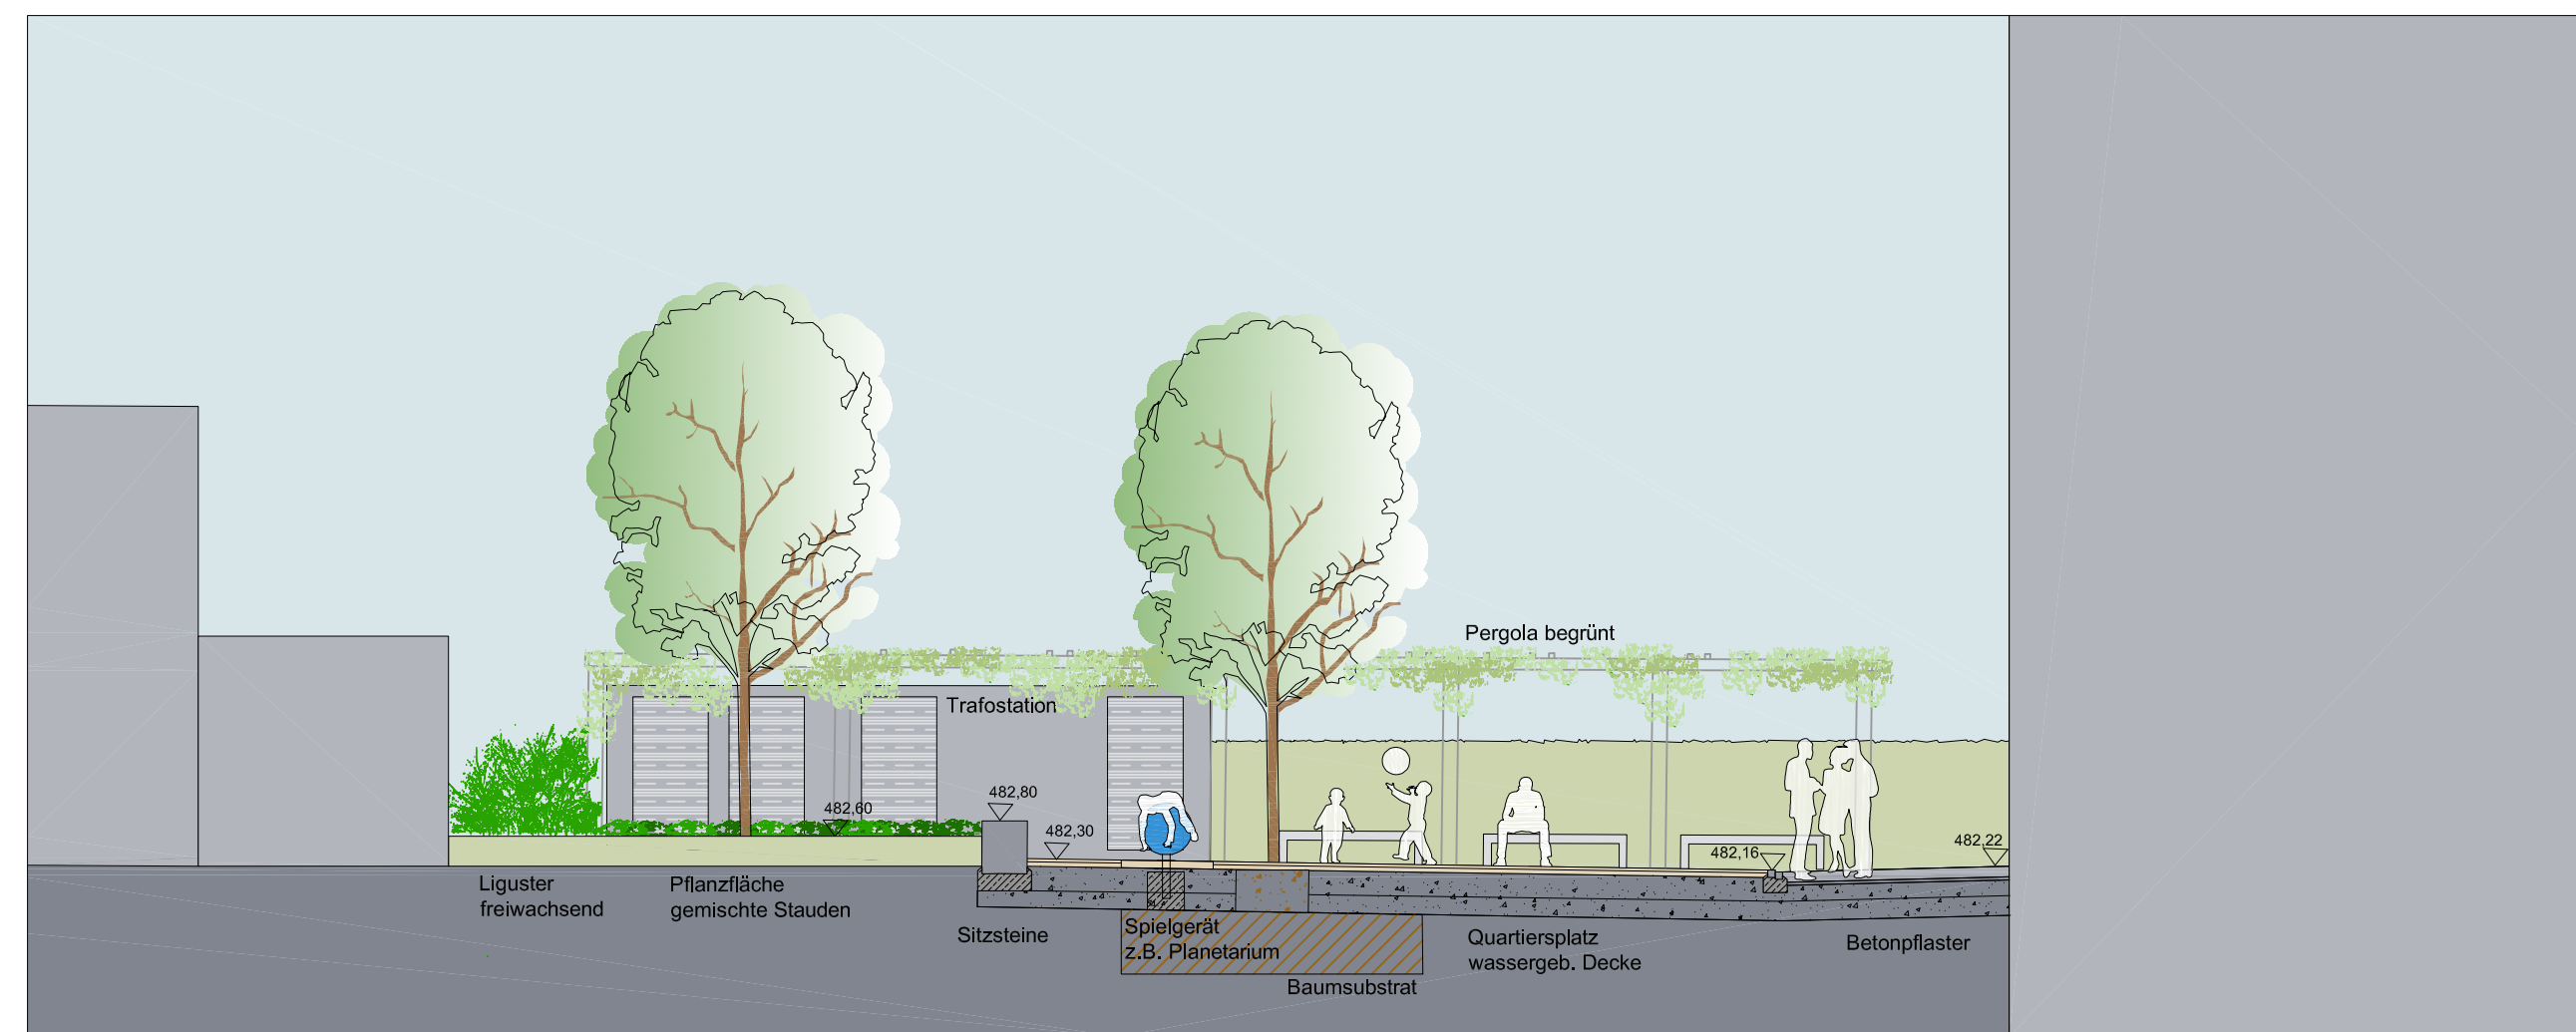 Pergola begrünt
Trafostation
482,60
482,80
482,30
482,16
482,22
Liguster
freiwachsend
Pflanzfläche
gemischte Stauden
Sitzsteine
Spielgerät
z.B. Planetarium
Baumsubstrat
Quartiersplatz
wassergeb. Decke
Betonpflaster